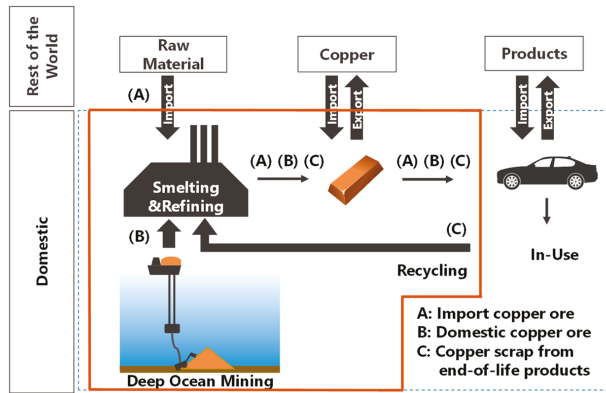 Rest of the
World
Raw
Material
Copper
Products
(A)
Import
Import
Export
Import
Export
Domestic
Smelting
&Refining
(A) (B) (C)
(A) (B) (C)
(B)
(C)
Recycling
In-Use
Deep Ocean Mining
A: Import copper ore
B: Domestic copper ore
C: Copper scrap from
end-of-life products